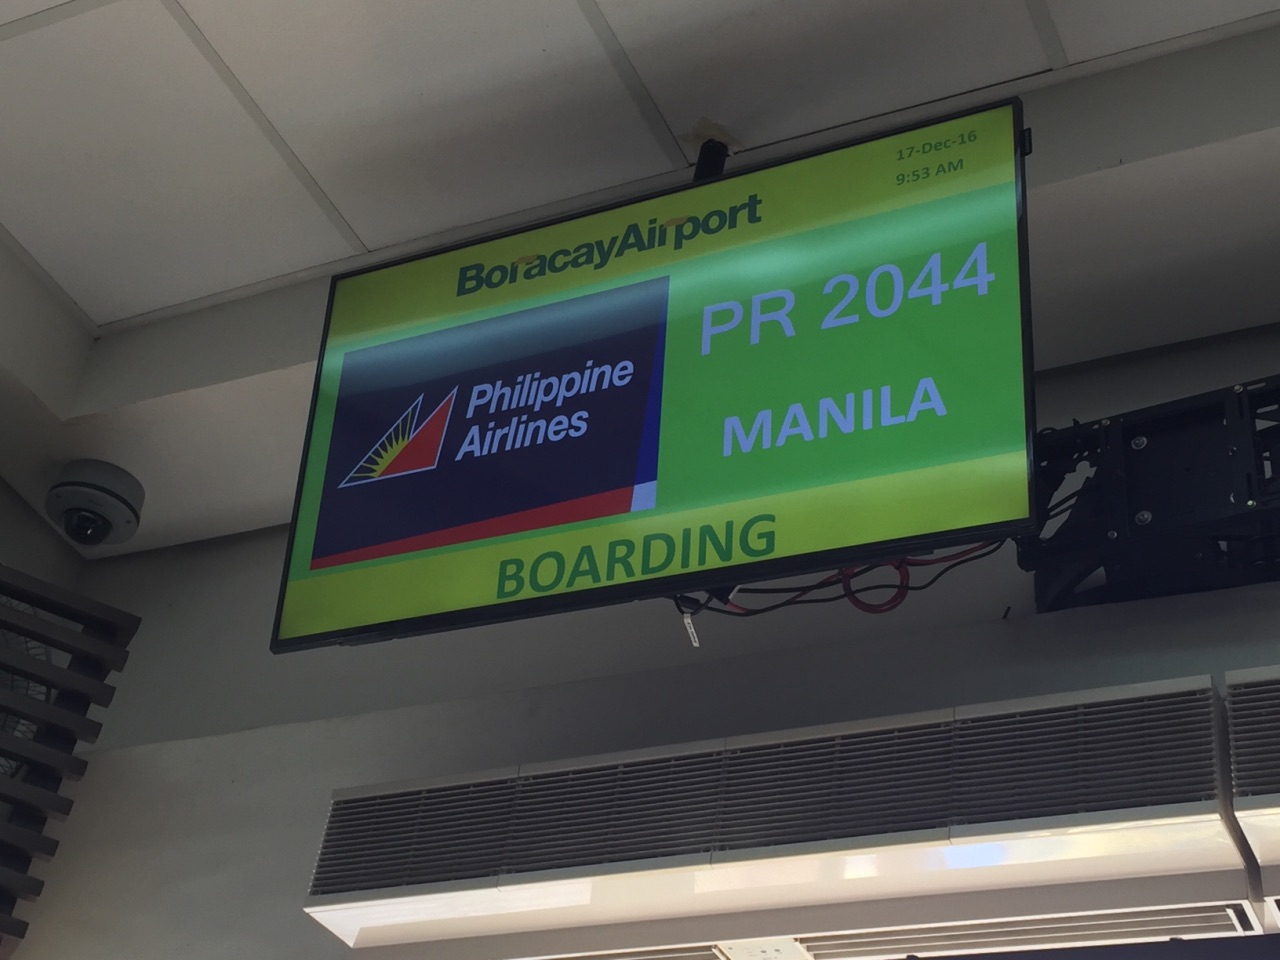 17-Dec-16
9:53 AM
BoracayAirport
PR 2044
Philippine
Airlines
MANILA
BOARDING